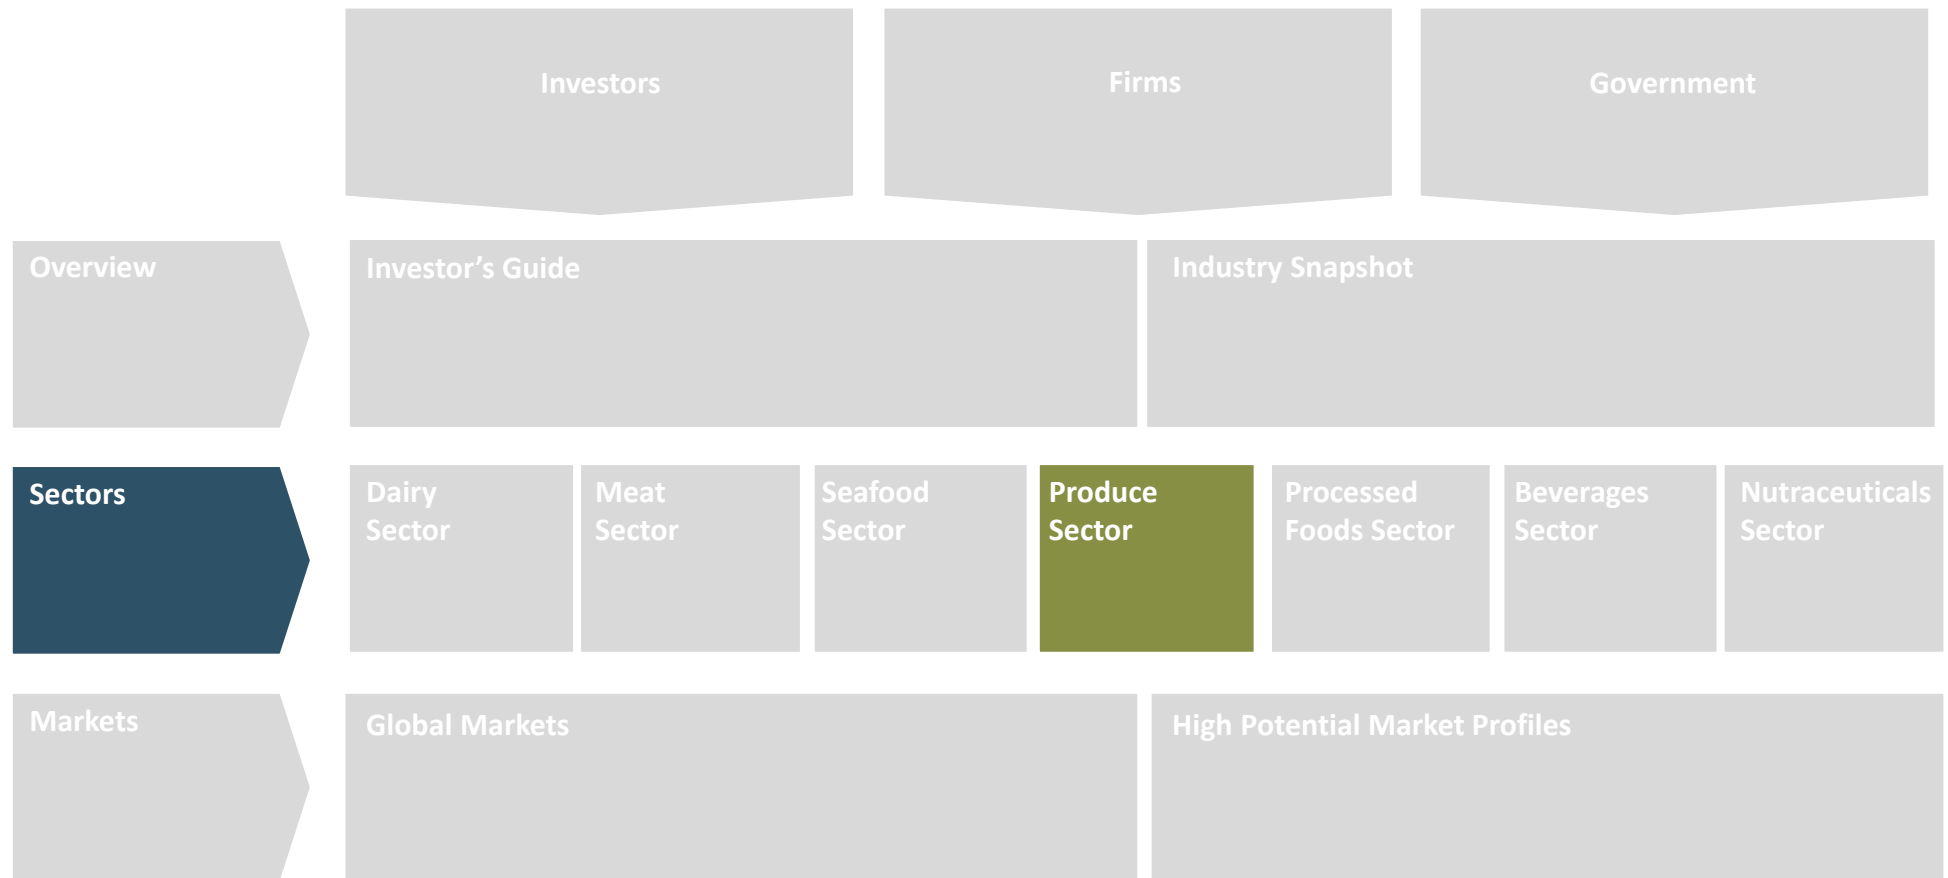 Investors
Firms
Government
Overview
Investor’s Guide
Industry Snapshot
Sectors
Dairy
Sector
Meat
Sector
Seafood
Sector
Produce
Sector
Processed
Foods Sector
Beverages
Sector
Nutraceuticals
Sector
Markets
Global Markets
High Potential Market Profiles